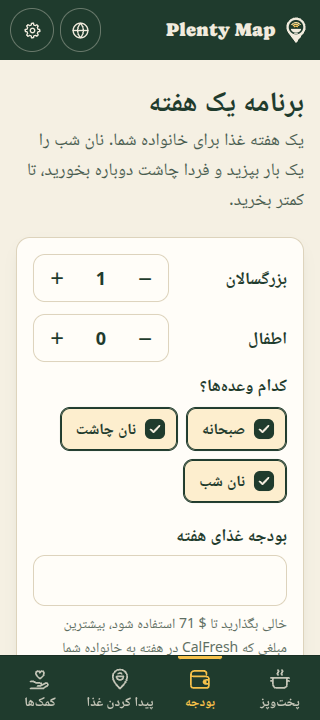 Plenty Map
برنامه یک هفته
یک هفته غذا برای خانواده شما. نان شب را
یک بار بپزید و فردا چاشت دوباره بخورید، تا
کمتر بخرید.
بزرگسالان
− 1 +
اطفال
− 0 +
کدام وعده‌ها؟
صبحانه
نان چاشت
نان شب
بودجه غذای هفته
خالی بگذارید تا $ 71 استفاده شود، بیشترین
مبلغی که CalFresh در هفته به خانواده شما
پخت‌وپز
بودجه
پیدا کردن غذا
کمک‌ها